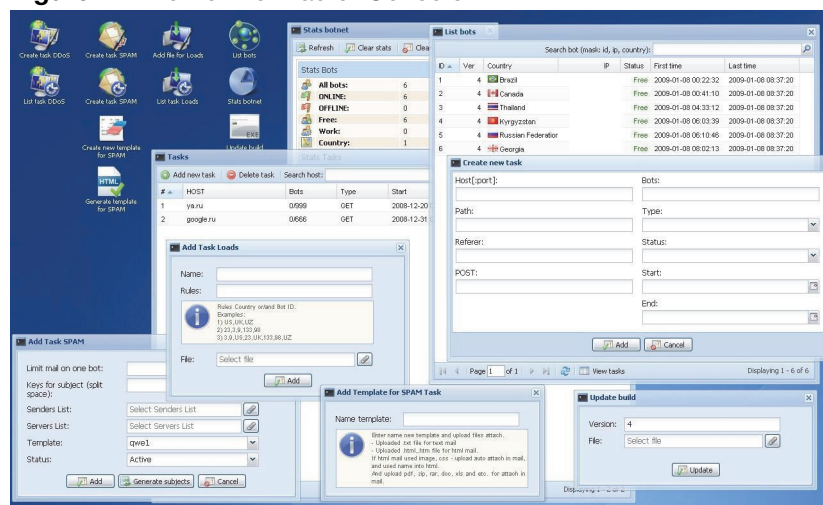 Create task DDoS
Create task SPAM
Add file for Loads
List bots
List task DDoS
Create task SPAM
List task Loads
Stats botnet
Create new template
for SPAM
EXE
Update build
HTML
Generate template
for SPAM
Stats botnet
Refresh Clear stats Clea
Stats Bots
All bots: 6
ONLINE: 6
OFFLINE: 0
Free: 6
Work: 0
Country: 1
Stats Tasks
List bots
Search bot (mask: id, ip, country):
ID Ver Country IP Status First time Last time
1 4 Brazil Free 2009-01-08 00:22:32 2009-01-08 08:37:20
2 4 Canada Free 2009-01-08 00:41:10 2009-01-08 08:37:20
3 4 Thailand Free 2009-01-08 04:33:12 2009-01-08 08:37:20
4 4 Kyrgyzstan Free 2009-01-08 06:03:39 2009-01-08 08:37:20
5 4 Russian Federation Free 2009-01-08 06:10:46 2009-01-08 08:37:20
6 4 Georgia Free 2009-01-08 08:02:13 2009-01-08 08:37:20
Page 1 of 1 View tasks Displaying 1 - 6 of 6
Tasks
Add new task Delete task Search host:
# HOST Bots Type Start
1 ya.ru 0/999 GET 2008-12-20
2 google.ru 0/666 GET 2008-12-31
Create new task
Host[:port]: Bots:
Path: Type:
Referer: Status:
POST: Start:
End:
Add Cancel
Add Task Loads
Name:
Rules:
Rules Country or/and Bot ID.
Examples:
1) US,UK,UZ
2) 23,3,9,133,98
3) 3,9,US,23,UK,133,98,UZ
File: Select file
Add
Add Task SPAM
Limit mail on one bot:
Keys for subject (split
space):
Senders List: Select Senders List
Servers List: Select Servers List
Template: qwe1
Status: Active
Add Generate subjects Cancel
Add Template for SPAM Task
Name template:
Enter name new template and upload files attach.
- Uploaded .txt file for text mail
- Uploaded .html,.htm file for html mail.
If html mail used image, css - upload auto attach in mail,
and used name into html.
And upload pdf, zip, rar, doc, xls and etc. for attach in
mail.
Update build
Version: 4
File: Select file
Update